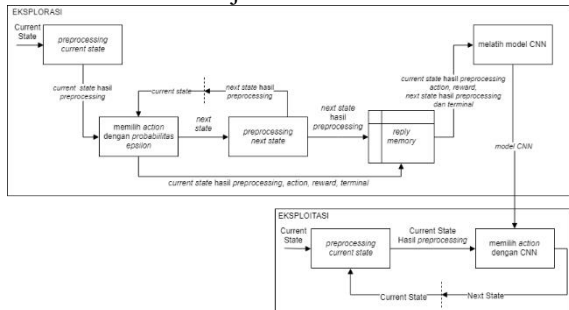 EKSPLORASI
Current
State
preprocessing
current state
current state hasil
preprocessing
memilih action
dengan probabilitas
epsilon
current state
next state hasil
preprocessing
next
state
preprocessing
next state
next state
hasil
preprocessing
reply
memory
current state hasil preprocessing
action, reward,
next state hasil preprocessing
dan terminal
melatih model CNN
current state hasil preprocessing, action, reward, terminal
model CNN
EKSPLOITASI
Current
State
preprocessing
current state
Current State
Hasil preprocessing
memilih action
dengan CNN
Current State
Next State